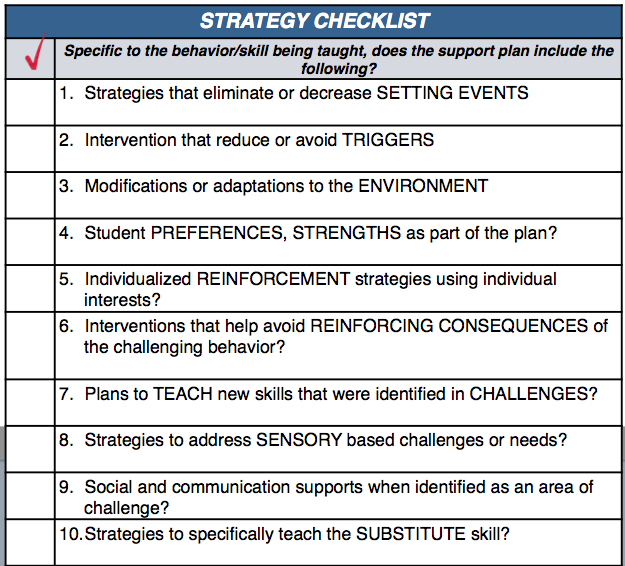 STRATEGY CHECKLIST
Specific to the behavior/skill being taught, does the support plan include the
following?
1. Strategies that eliminate or decrease SETTING EVENTS
2. Intervention that reduce or avoid TRIGGERS
3. Modifications or adaptations to the ENVIRONMENT
4. Student PREFERENCES, STRENGTHS as part of the plan?
5. Individualized REINFORCEMENT strategies using individual
interests?
6. Interventions that help avoid REINFORCING CONSEQUENCES of
the challenging behavior?
7. Plans to TEACH new skills that were identified in CHALLENGES?
8. Strategies to address SENSORY based challenges or needs?
9. Social and communication supports when identified as an area of
challenge?
10. Strategies to specifically teach the SUBSTITUTE skill?